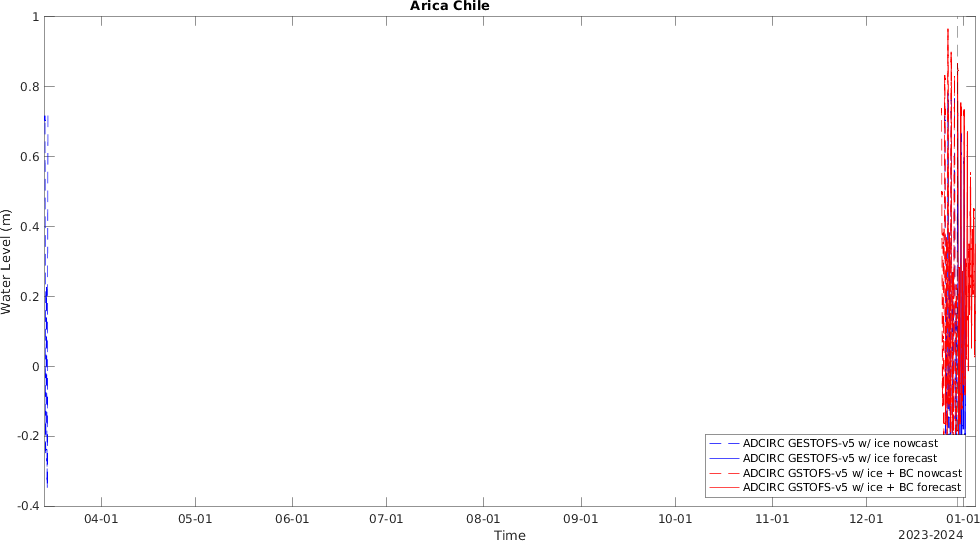 Arica Chile
1
0.8
0.6
0.4
0.2
0
-0.2
-0.4
Water Level (m)
04-01 05-01 06-01 07-01 08-01 09-01 10-01 11-01 12-01 01-01
Time
2023-2024
ADCIRC GESTOFS-v5 w/ ice nowcast
ADCIRC GESTOFS-v5 w/ ice forecast
ADCIRC GSTOFS-v5 w/ ice + BC nowcast
ADCIRC GSTOFS-v5 w/ ice + BC forecast